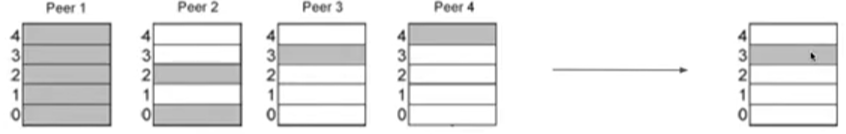 Peer 1 Peer 2 Peer 3 Peer 4
4 4 4 4 4
3 3 3 3 3
2 2 2 2 2
1 1 1 1 1
0 0 0 0 0